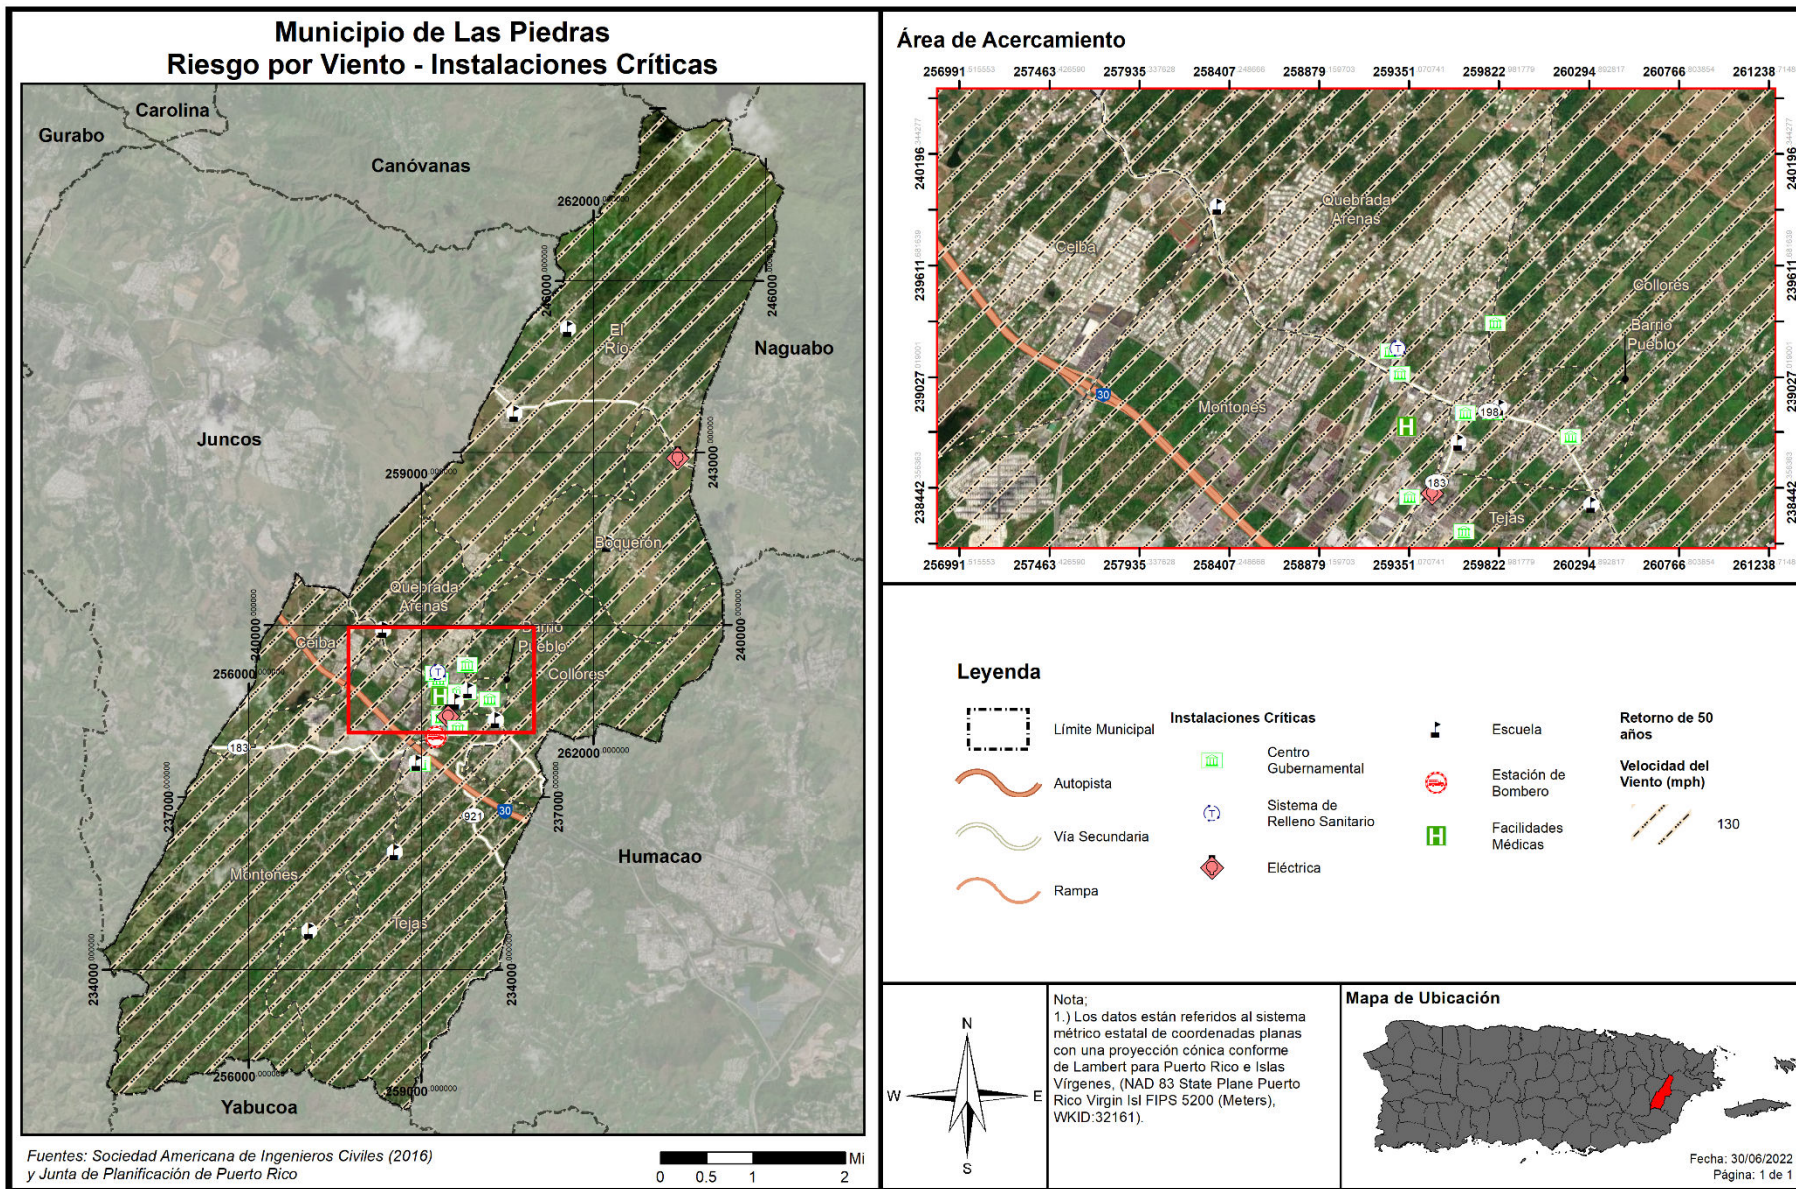 Municipio de Las Piedras
Riesgo por Viento - Instalaciones Críticas
Carolina
Gurabo
Canóvanas
262000
246000
246000
El
Río
Naguabo
Juncos
259000
243000
Boquerón
Quebrada
Arenas
240000
240000
Ceiba
Barrio
Pueblo
256000
Collores
183
262000
237000
237000
30
921
Humacao
Montones
Tejas
234000
234000
256000
259000
Yabucoa
Fuentes: Sociedad Americana de Ingenieros Civiles (2016)
y Junta de Planificación de Puerto Rico
0 0.5 1 2 Mi
Área de Acercamiento
256991 257463 257935 258407 258879 259351 259822 260294 260766 261238
240196
240196
239611
239611
239027
239027
238442
238442
Quebrada
Arenas
Ceiba
Collores
Barrio
Pueblo
30
Montones
198
H
183
Tejas
256991 257463 257935 258407 258879 259351 259822 260294 260766 261238
Leyenda
Límite Municipal
Autopista
Vía Secundaria
Rampa
Instalaciones Críticas
Centro
Gubernamental
Sistema de
Relleno Sanitario
Eléctrica
Escuela
Estación de
Bombero
Facilidades
Médicas
Retorno de 50
años
Velocidad del
Viento (mph)
130
N
W E
S
Nota;
1.) Los datos están referidos al sistema
métrico estatal de coordenadas planas
con una proyección cónica conforme
de Lambert para Puerto Rico e Islas
Vírgenes, (NAD 83 State Plane Puerto
Rico Virgin Isl FIPS 5200 (Meters),
WKID:32161).
Mapa de Ubicación
Fecha: 30/06/2022
Página: 1 de 1